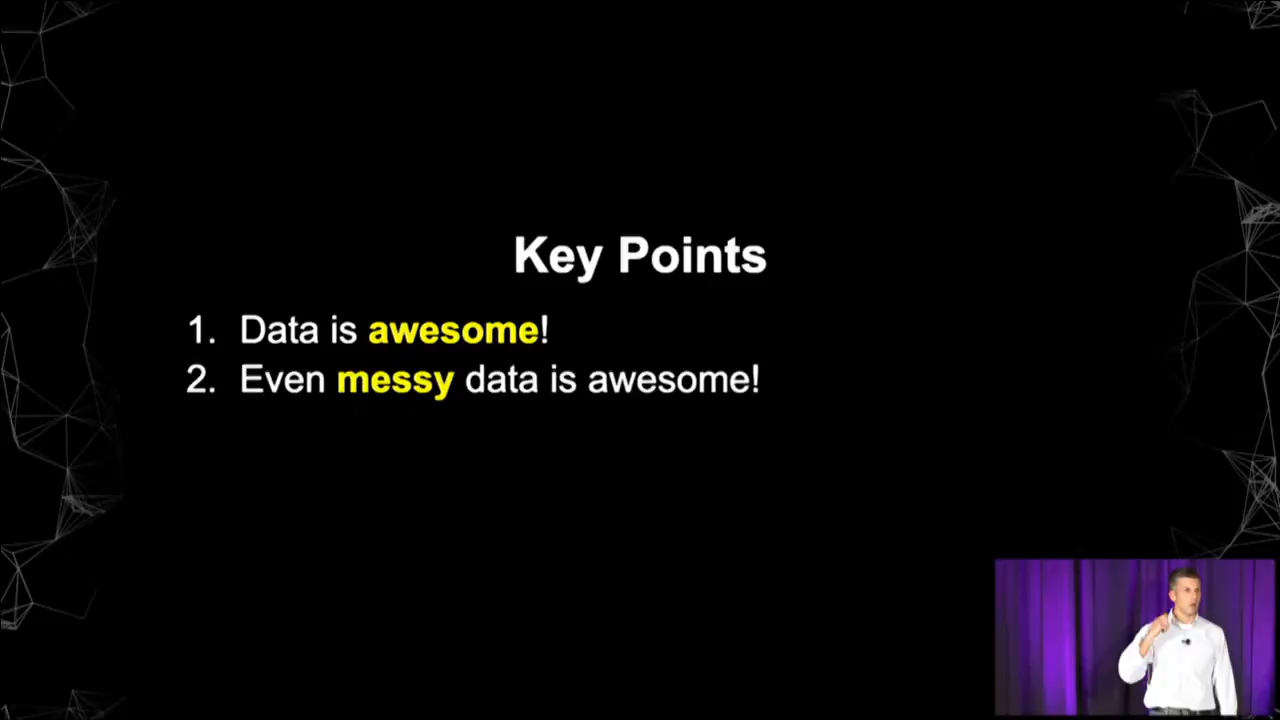 Key Points
1. Data is awesome!
2. Even messy data is awesome!